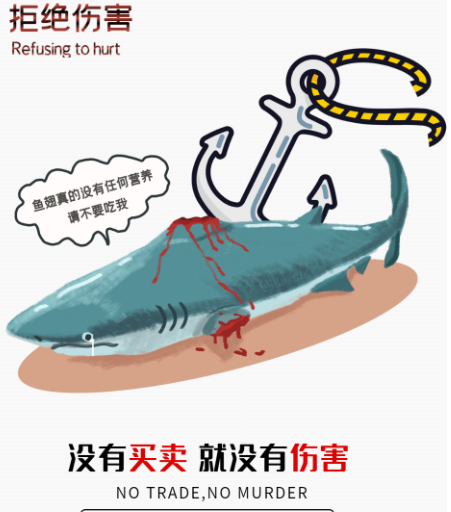 拒绝伤害
Refusing to hurt
鱼翅真的没有任何营养
请不要吃我
没有买卖 就没有伤害
NO TRADE,NO MURDER